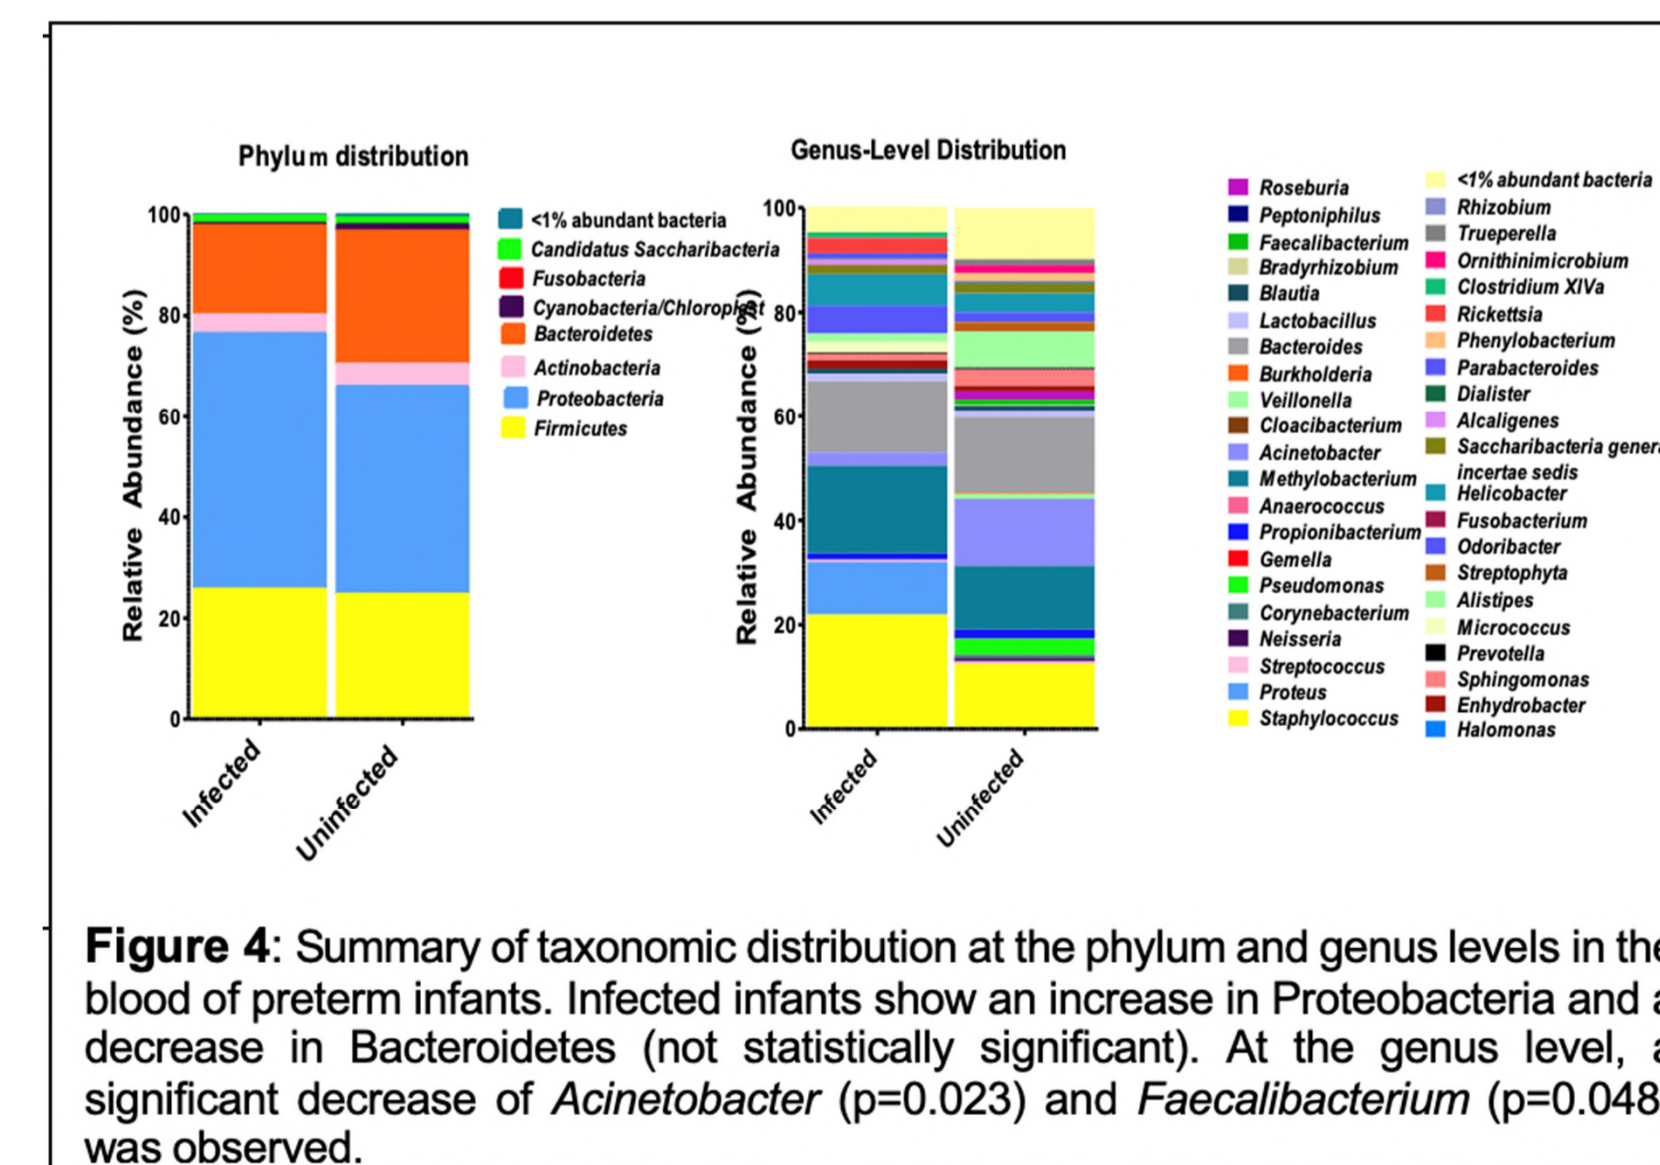 Phylum distribution
100
80
60
40
20
0
Relative Abundance (%)
Infected
Uninfected
<1% abundant bacteria
Candidatus Saccharibacteria
Fusobacteria
Cyanobacteria/Chloroplast
Bacteroidetes
Actinobacteria
Proteobacteria
Firmicutes
Genus-Level Distribution
100
80
60
40
20
0
Relative Abundance (%)
Infected
Uninfected
Roseburia
Peptoniphilus
Faecalibacterium
Bradyrhizobium
Blautia
Lactobacillus
Bacteroides
Burkholderia
Veillonella
Cloacibacterium
Acinetobacter
Methylobacterium
Anaerococcus
Propionibacterium
Gemella
Pseudomonas
Corynebacterium
Neisseria
Streptococcus
Proteus
Staphylococcus
<1% abundant bacteria
Rhizobium
Trueperella
Ornithinimicrobium
Clostridium XIVa
Rickettsia
Phenylobacterium
Parabacteroides
Dialister
Alcaligenes
Saccharibacteria gener
incertae sedis
Helicobacter
Fusobacterium
Odoribacter
Streptophyta
Alistipes
Micrococcus
Prevotella
Sphingomonas
Enhydrobacter
Halomonas
Figure 4: Summary of taxonomic distribution at the phylum and genus levels in the
blood of preterm infants. Infected infants show an increase in Proteobacteria and a
decrease in Bacteroidetes (not statistically significant). At the genus level, a
significant decrease of Acinetobacter (p=0.023) and Faecalibacterium (p=0.048
was observed.